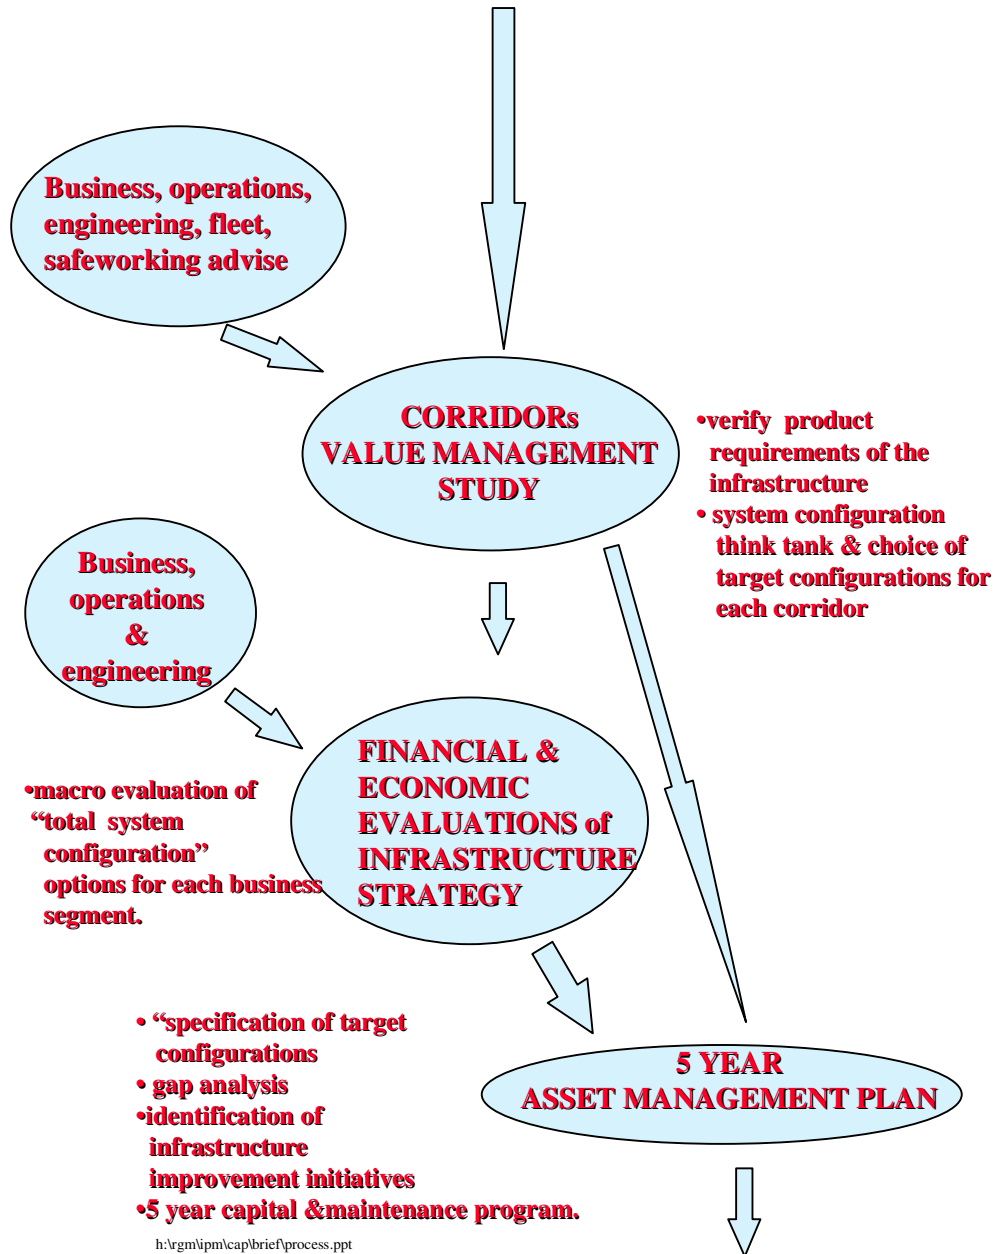 Business, operations,
engineering, fleet,
safeworking advise
CORRIDORs
VALUE MANAGEMENT
STUDY
•verify product
requirements of the
infrastructure
• system configuration
think tank & choice of
target configurations for
each corridor
Business,
operations
&
engineering
FINANCIAL &
ECONOMIC
EVALUATIONS of
INFRASTRUCTURE
STRATEGY
•macro evaluation of
“total system
configuration”
options for each business
segment.
• “specification of target
configurations
• gap analysis
•identification of
infrastructure
improvement initiatives
•5 year capital &maintenance program.
5 YEAR
ASSET MANAGEMENT PLAN
h:\rgm\ipm\cap\brief\process.ppt